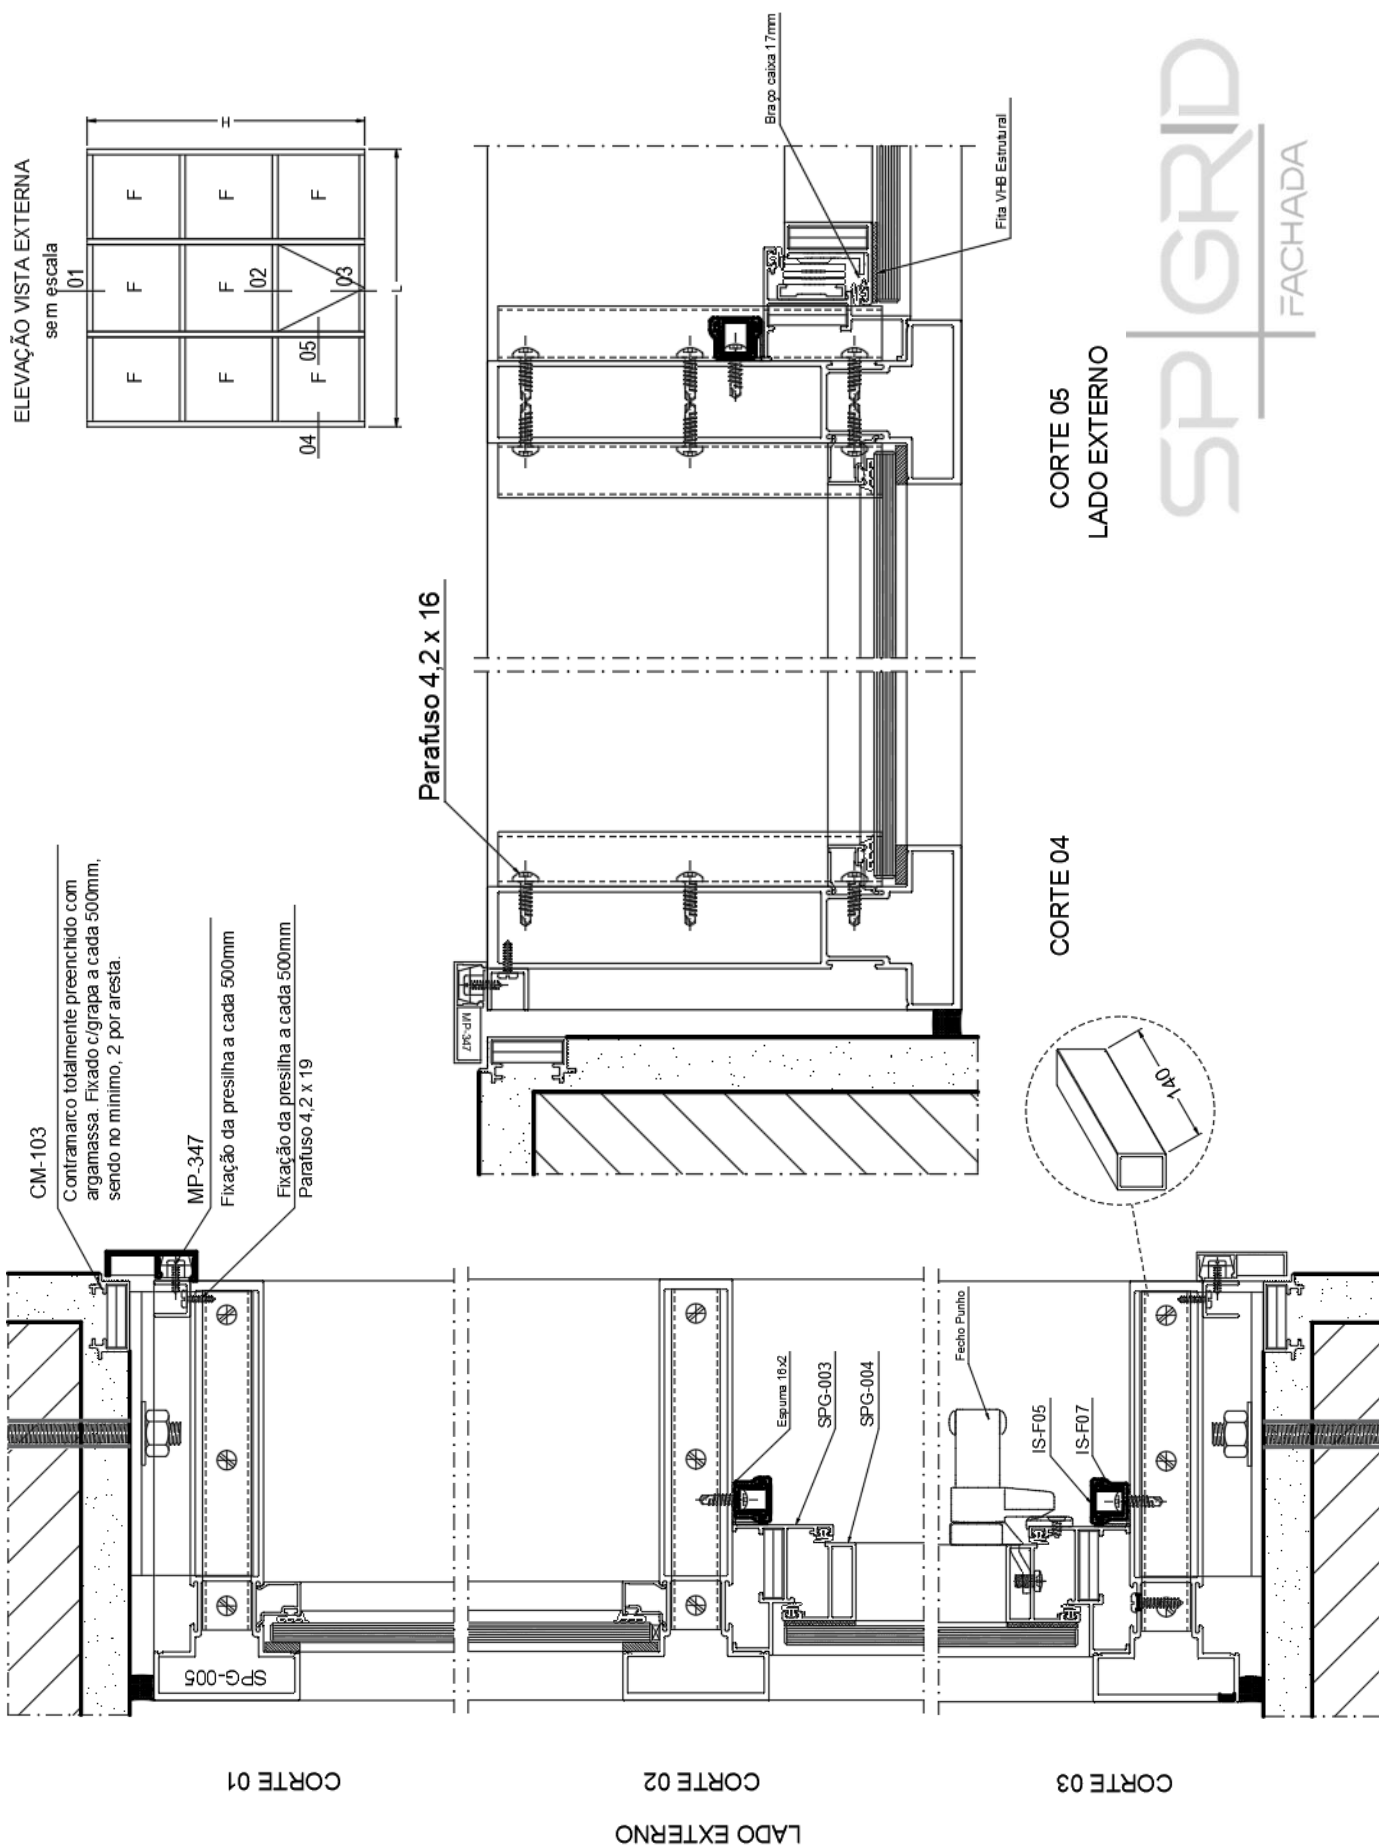 ELEVAÇÃO VISTA EXTERNA
sem escala
01
02
03
04
05
F
F
F
F
F
F
F
F
H
L
CM-103
Contramarco totalmente preenchido com
argamassa. Fixado c/grapa a cada 500mm,
sendo no minimo, 2 por aresta.
MP-347
Fixação da presilha a cada 500mm
Fixação da presilha a cada 500mm
Parafuso 4,2 x 19
SPG-005
Espuma 16x2
SPG-003
SPG-004
Fecho Punho
IS-F05
IS-F07
140
CORTE 01
CORTE 02
CORTE 03
LADO EXTERNO
Parafuso 4,2 x 16
MP-347
Braço caixa 17mm
Fita VHB Estrutural
CORTE 04
CORTE 05
LADO EXTERNO
SP GRID
FACHADA